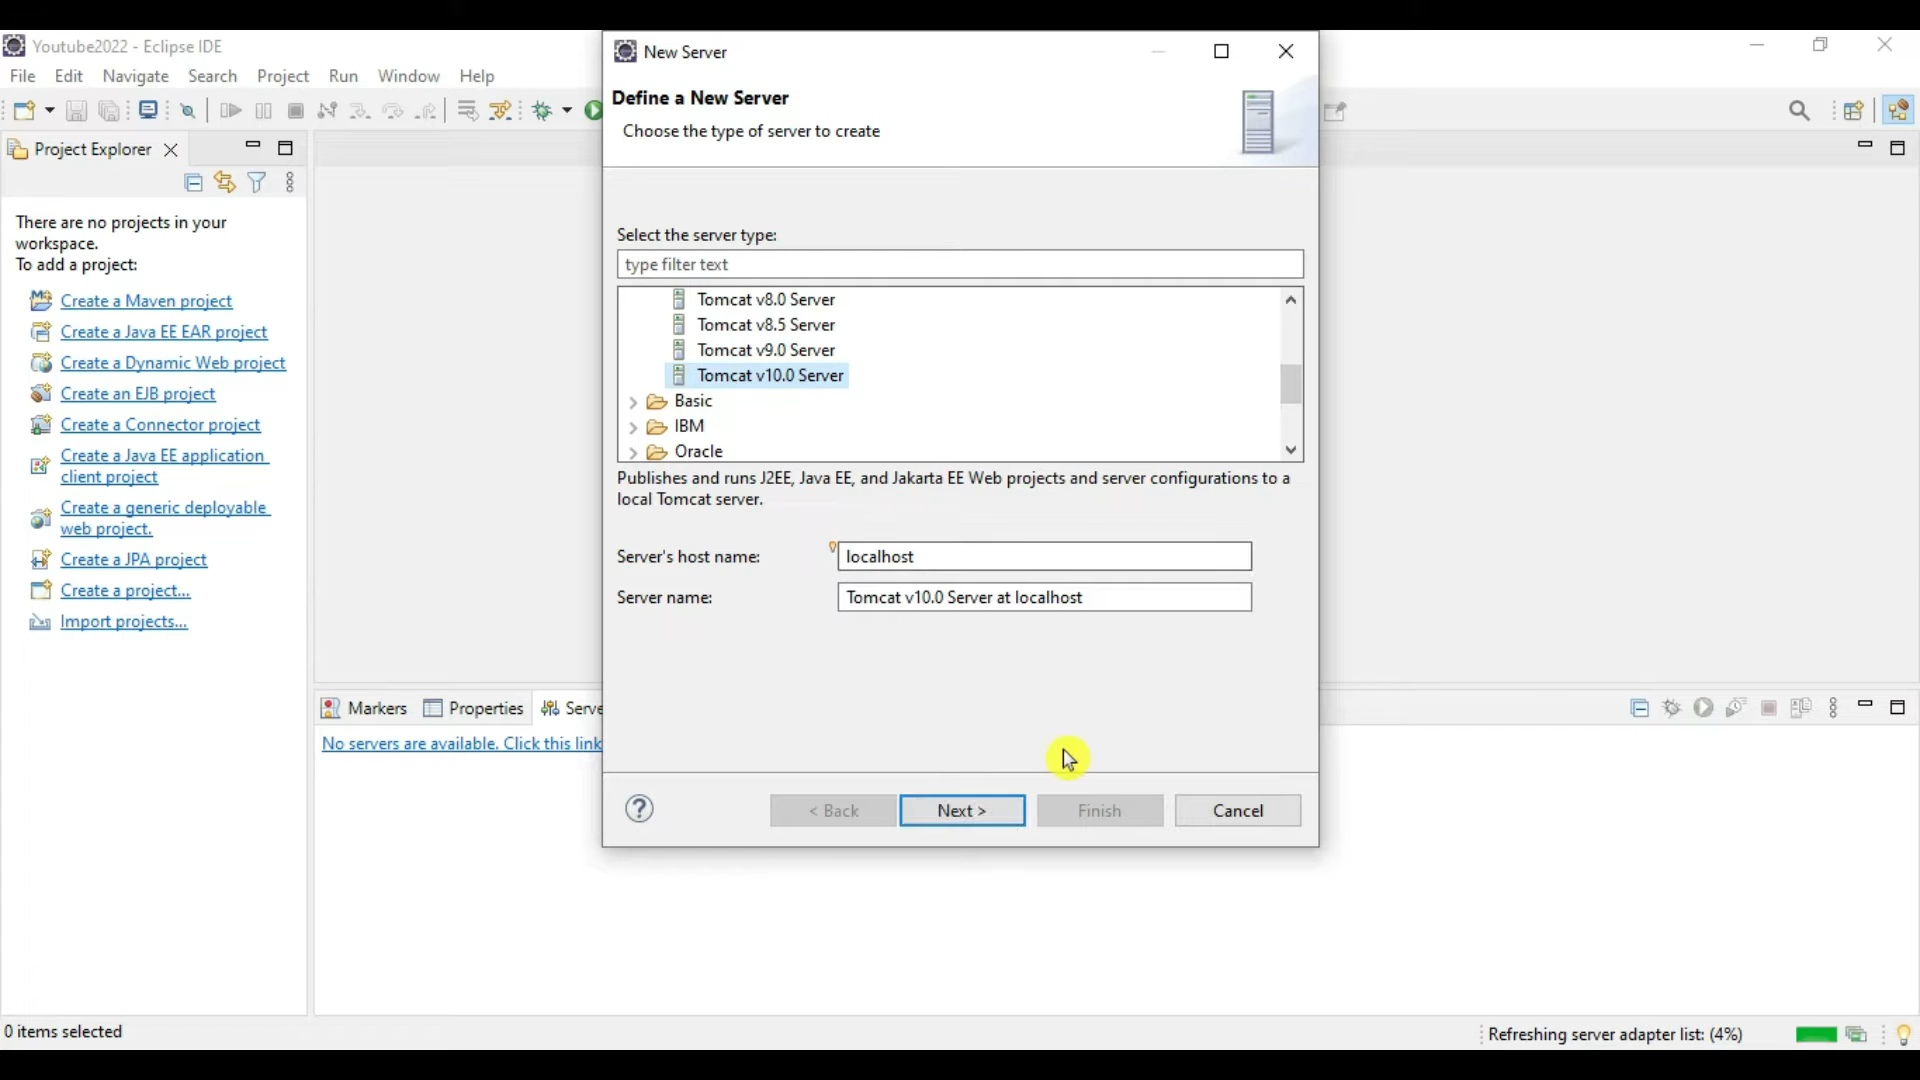 Youtube2022 - Eclipse IDE
File Edit Navigate Search Project Run Window Help
Project Explorer
There are no projects in your
workspace.
To add a project:
Create a Maven project
Create a Java EE EAR project
Create a Dynamic Web project
Create an EJB project
Create a Connector project
Create a Java EE application
client project
Create a generic deployable
web project.
Create a JPA project
Create a project...
Import projects...
New Server
Define a New Server
Choose the type of server to create
Select the server type:
type filter text
Tomcat v8.0 Server
Tomcat v8.5 Server
Tomcat v9.0 Server
Tomcat v10.0 Server
Basic
IBM
Oracle
Publishes and runs J2EE, Java EE, and Jakarta EE Web projects and server configurations to a
local Tomcat server.
Server's host name: localhost
Server name: Tomcat v10.0 Server at localhost
< Back Next > Finish Cancel
Markers Properties Serve
No servers are available. Click this link
0 items selected
Refreshing server adapter list: (4%)